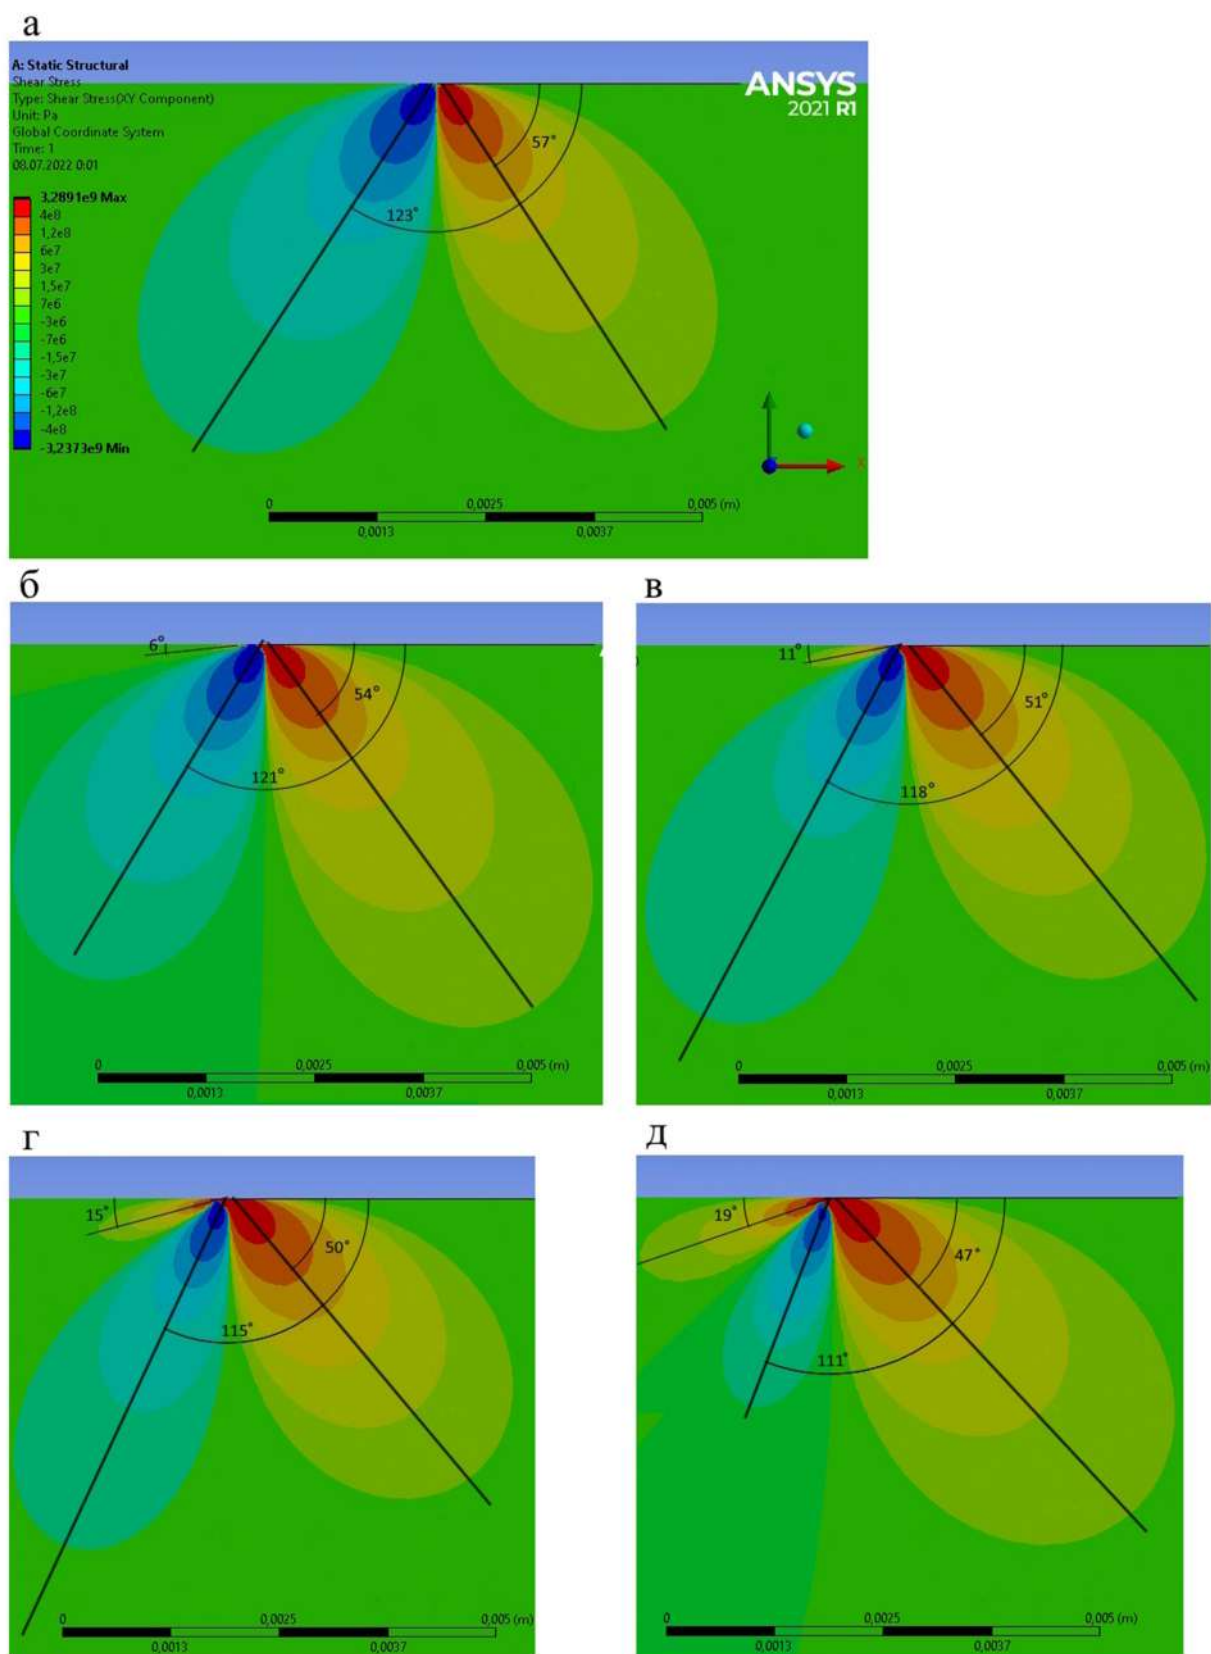 а
A: Static Structural
Shear Stress
Type: Shear Stress(XY Component)
Unit: Pa
Global Coordinate System
Time: 1
08.07.2022 0:01
ANSYS
2021 R1
3,2891e9 Max
4e8
1,2e8
6e7
3e7
1,5e7
7e6
-3e6
-7e6
-1,5e7
-3e7
-6e7
-1,2e8
-4e8
-3,2373e9 Min
57°
123°
X
0 0,0025 0,005 (m)
0,0013 0,0037
б
6°
54°
121°
0 0,0025 0,005 (m)
0,0013 0,0037
в
11°
51°
118°
0 0,0025 0,005 (m)
0,0013 0,0037
г
15°
50°
115°
0 0,0025 0,005 (m)
0,0013 0,0037
д
19°
47°
111°
0 0,0025 0,005 (m)
0,0013 0,0037